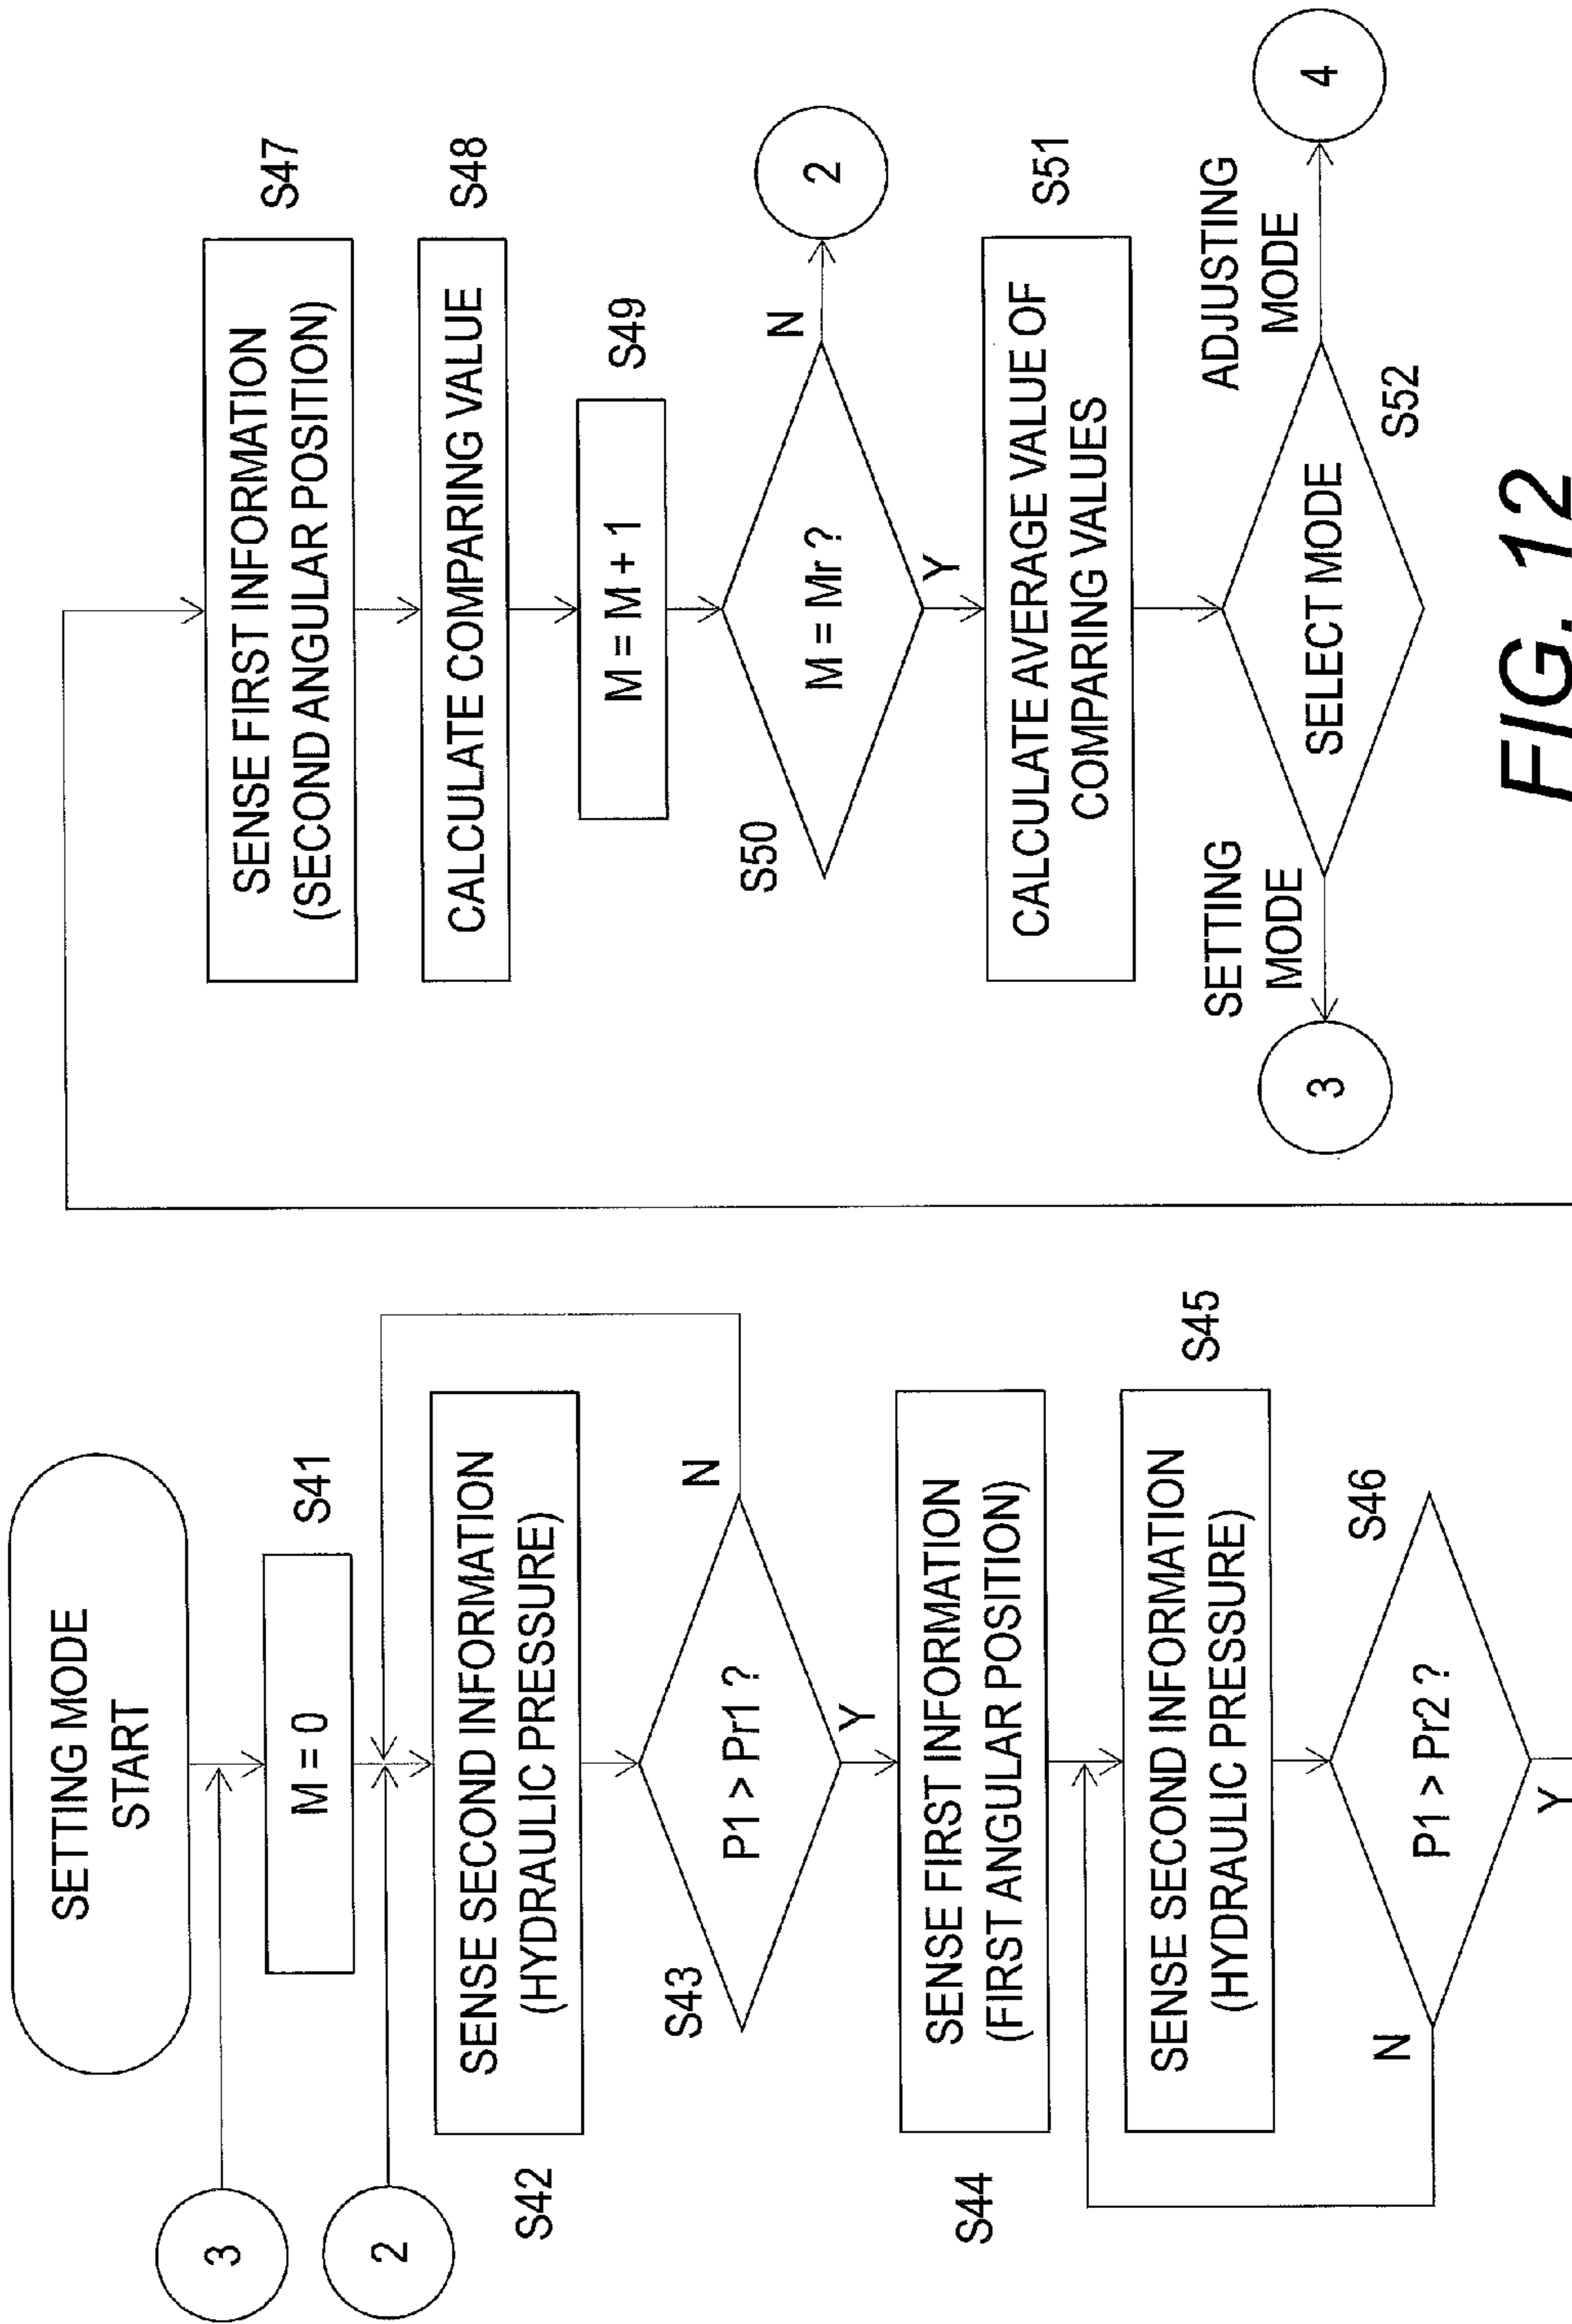 SETTING MODE
START
3
M = 0
S41
2
SENSE SECOND INFORMATION
(HYDRAULIC PRESSURE)
S42
S43
P1 > Pr1 ?
N
Y
SENSE FIRST INFORMATION
(FIRST ANGULAR POSITION)
S44
SENSE SECOND INFORMATION
(HYDRAULIC PRESSURE)
S45
N
P1 > Pr2 ?
S46
Y
SENSE FIRST INFORMATION
(SECOND ANGULAR POSITION)
S47
CALCULATE COMPARING VALUE
S48
M = M + 1
S49
S50
M = Mr ?
N
2
Y
CALCULATE AVERAGE VALUE OF
COMPARING VALUES
S51
SETTING
MODE
3
SELECT MODE
S52
ADJUSTING
MODE
4
FIG. 12